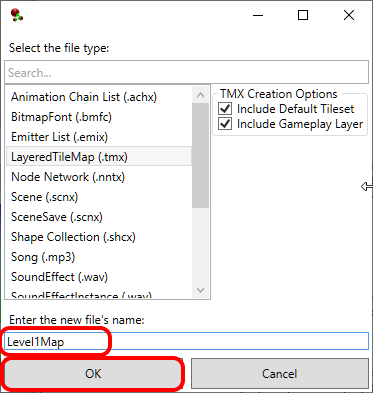 Select the file type:
Search...
Animation Chain List (.achx)
BitmapFont (.bmfc)
Emitter List (.emix)
LayeredTileMap (.tmx)
Node Network (.nntx)
Scene (.scnx)
SceneSave (.scnx)
Shape Collection (.shcx)
Song (.mp3)
SoundEffect (.wav)
SoundEffectInstance (.wav)
TMX Creation Options
Include Default Tileset
Include Gameplay Layer
Enter the new file's name:
Level1Map
OK
Cancel